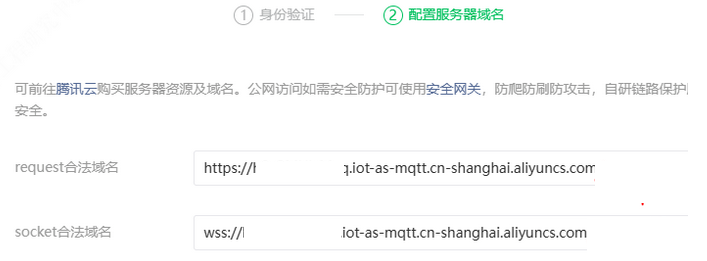 1 身份验证 2 配置服务器域名
可前往腾讯云购买服务器资源及域名。公网访问如需安全防护可使用安全网关，防爬防刷防攻击，自研链路保护
安全。
request合法域名 https:// .iot-as-mqtt.cn-shanghai.aliyuncs.com
socket合法域名 wss:// .iot-as-mqtt.cn-shanghai.aliyuncs.com